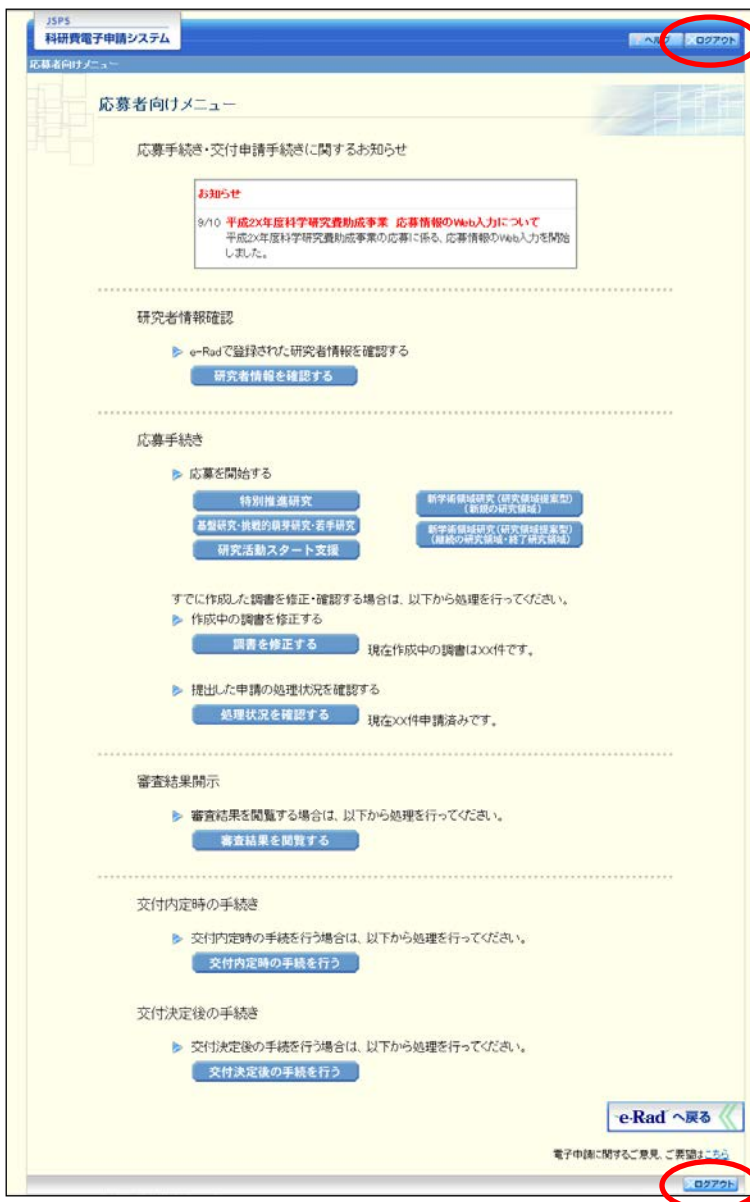 JSPS
科研費電子申請システム
ヘルプ
ログアウト
応募者向けメニュー
応募者向けメニュー
応募手続き・交付申請手続きに関するお知らせ
お知らせ
9/10 平成2X年度科学研究費助成事業 応募情報のWeb入力について
平成2X年度科学研究費助成事業の応募に係る、応募情報のWeb入力を開始
しました。
研究者情報確認
e-Radで登録された研究者情報を確認する
研究者情報を確認する
応募手続き
応募を開始する
特別推進研究
新学術領域研究（研究領域提案型）
（新規の研究領域）
基盤研究・挑戦的萌芽研究・若手研究
新学術領域研究（研究領域提案型）
（継続の研究領域・終了研究領域）
研究活動スタート支援
すでに作成した調書を修正・確認する場合は、以下から処理を行ってください。
作成中の調書を修正する
調書を修正する
現在作成中の調書はXX件です。
提出した申請の処理状況を確認する
処理状況を確認する
現在XX件申請済みです。
審査結果開示
審査結果を閲覧する場合は、以下から処理を行ってください。
審査結果を閲覧する
交付内定時の手続き
交付内定時の手続を行う場合は、以下から処理を行ってください。
交付内定時の手続を行う
交付決定後の手続き
交付決定後の手続を行う場合は、以下から処理を行ってください。
交付決定後の手続を行う
e-Rad へ戻る
電子申請に関するご意見、ご要望はこちら
ログアウト